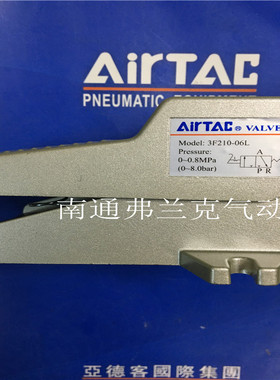 AiRTAC
PNEUMATIC EQUIPMENT
AiRTAC® VALVE
Model: 3F210-06L
Pressure:
0~0.8MPa
(0~8.0bar)
A
P R
南通弗兰克气动
亞德客國際集團